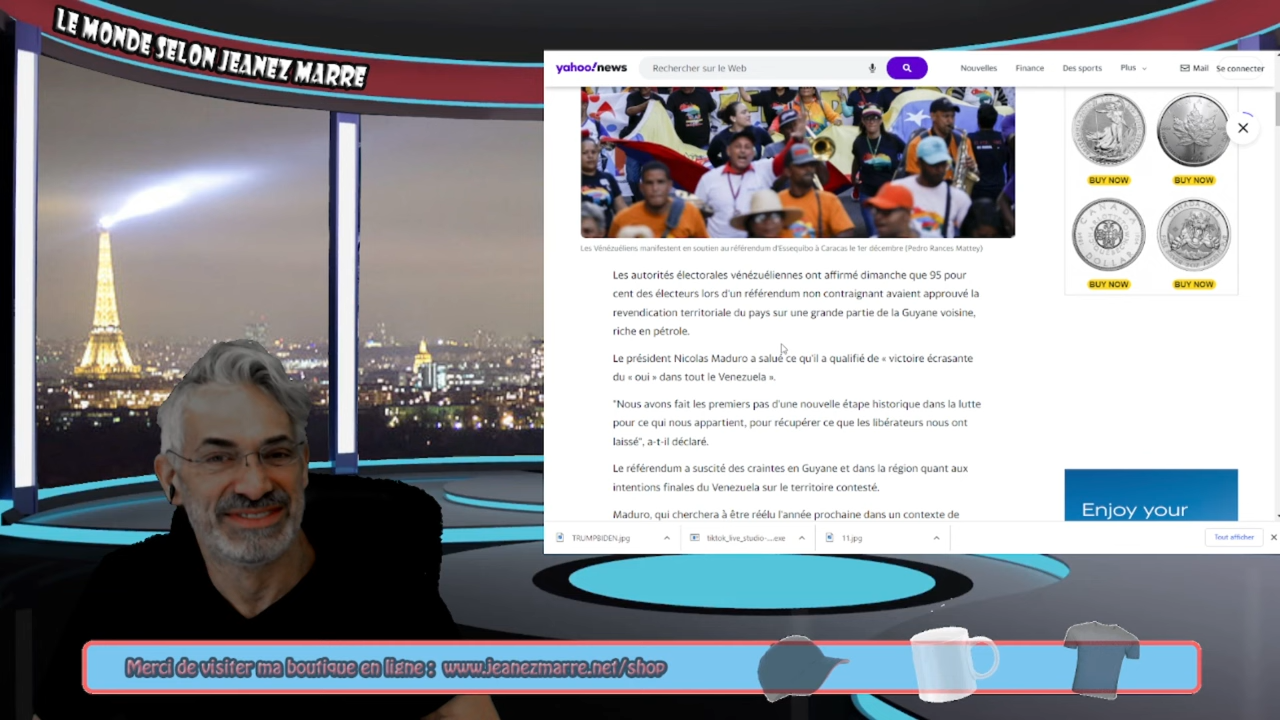 LE MONDE SELON JEANEZ MARRE
yahoo!news
Rechercher sur le Web
Nouvelles
Finance
Des sports
Plus
Mail
Se connecter
BUY NOW
BUY NOW
CANADA
DOLLAR
BUY NOW
BUY NOW
Les Vénézuéliens manifestent en soutien au référendum d'Essequibo à Caracas le 1er décembre (Pedro Rances Mattey)
Les autorités électorales vénézuéliennes ont affirmé dimanche que 95 pour
cent des électeurs lors d'un référendum non contraignant avaient approuvé la
revendication territoriale du pays sur une grande partie de la Guyane voisine,
riche en pétrole.
Le président Nicolas Maduro a salué ce qu'il a qualifié de « victoire écrasante
du « oui » dans tout le Venezuela ».
"Nous avons fait les premiers pas d'une nouvelle étape historique dans la lutte
pour ce qui nous appartient, pour récupérer ce que les libérateurs nous ont
laissé", a-t-il déclaré.
Le référendum a suscité des craintes en Guyane et dans la région quant aux
intentions finales du Venezuela sur le territoire contesté.
Maduro, qui cherchera à être réélu l'année prochaine dans un contexte de
Enjoy your
TRUMPBIDEN.jpg
tiktok_live_studio-....exe
11.jpg
Tout afficher
Merci de visiter ma boutique en ligne : www.jeanezmarre.net/shop